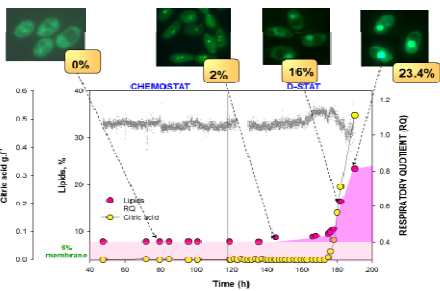 0%
2%
16%
23.4%
CHEMOSTAT
D-STAT
Citric acid g.l⁻¹
0.6
0.5
0.4
0.3
0.2
0.1
0.0
Lipids, %
40
30
20
10
6%
membrane
Lipids
RQ
Citric acid
RESPIRATORY QUOTIENT (RQ)
1.2
1.0
0.8
0.6
0.4
40 60 80 100 120 140 160 180 200
Time (h)